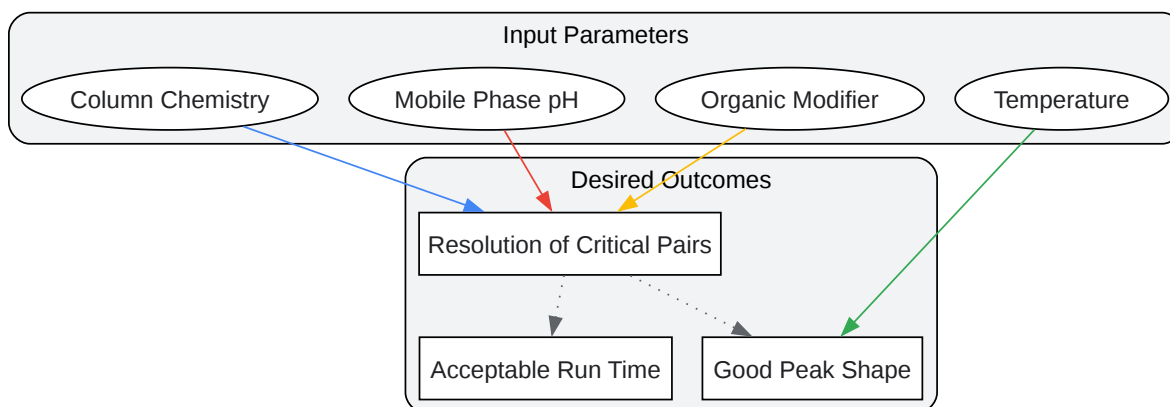 Input Parameters
Column Chemistry
Mobile Phase pH
Organic Modifier
Temperature
Desired Outcomes
Resolution of Critical Pairs
Acceptable Run Time
Good Peak Shape